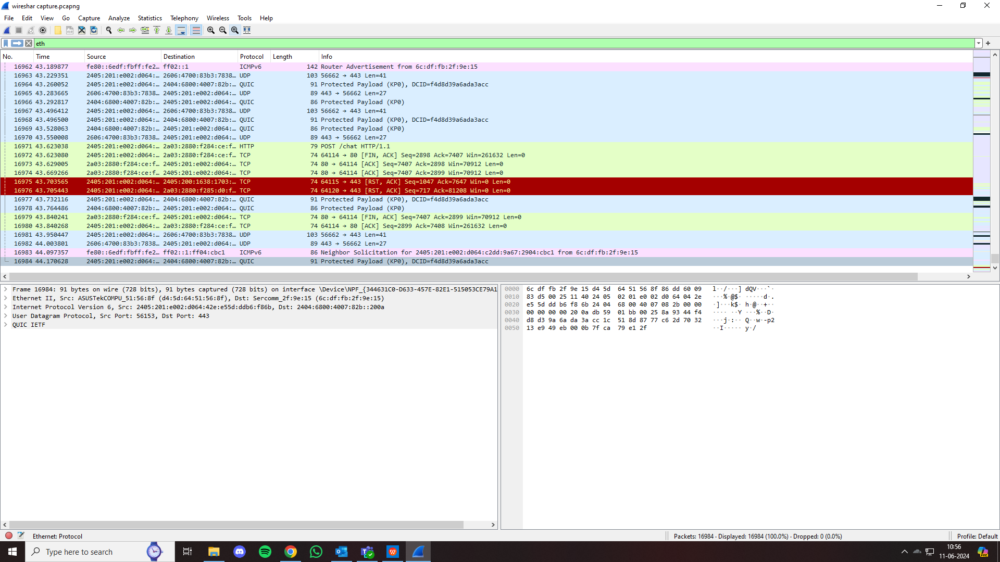 wireshar capture.pcapng
File Edit View Go Capture Analyze Statistics Telephony Wireless Tools Help
eth
No. Time Source Destination Protocol Length Info
16962 43.189877 fe80::6edf:fbff:fe2… ff02::1 ICMPv6 142 Router Advertisement from 6c:df:fb:2f:9e:15
16963 43.229351 2405:201:e002:d064:… 2606:4700:83b3:7838… UDP 103 56662 → 443 Len=41
16964 43.260052 2405:201:e002:d064:… 2404:6800:4007:82b:… QUIC 91 Protected Payload (KP0), DCID=f4d8d39a6ada3acc
16965 43.283665 2606:4700:83b3:7838… 2405:201:e002:d064:… UDP 89 443 → 56662 Len=27
16966 43.292817 2404:6800:4007:82b:… 2405:201:e002:d064:… QUIC 86 Protected Payload (KP0)
16967 43.496412 2405:201:e002:d064:… 2606:4700:83b3:7838… UDP 103 56662 → 443 Len=41
16968 43.496500 2405:201:e002:d064:… 2404:6800:4007:82b:… QUIC 91 Protected Payload (KP0), DCID=f4d8d39a6ada3acc
16969 43.528063 2404:6800:4007:82b:… 2405:201:e002:d064:… QUIC 86 Protected Payload (KP0)
16970 43.550008 2606:4700:83b3:7838… 2405:201:e002:d064:… UDP 89 443 → 56662 Len=27
16971 43.623038 2405:201:e002:d064:… 2a03:2880:f284:ce:f… HTTP 79 POST /chat HTTP/1.1
16972 43.623080 2405:201:e002:d064:… 2a03:2880:f284:ce:f… TCP 74 64114 → 80 [FIN, ACK] Seq=2898 Ack=7407 Win=261632 Len=0
16973 43.629005 2a03:2880:f284:ce:f… 2405:201:e002:d064:… TCP 74 80 → 64114 [ACK] Seq=7407 Ack=2898 Win=70912 Len=0
16974 43.669266 2a03:2880:f284:ce:f… 2405:201:e002:d064:… TCP 74 80 → 64114 [ACK] Seq=7407 Ack=2899 Win=70912 Len=0
16975 43.703565 2405:201:e002:d064:… 2405:200:1638:1703:… TCP 74 64115 → 443 [RST, ACK] Seq=1047 Ack=7647 Win=0 Len=0
16976 43.705443 2405:201:e002:d064:… 2a03:2880:f285:d0:f… TCP 74 64120 → 443 [RST, ACK] Seq=717 Ack=81208 Win=0 Len=0
16977 43.732116 2405:201:e002:d064:… 2404:6800:4007:82b:… QUIC 91 Protected Payload (KP0), DCID=f4d8d39a6ada3acc
16978 43.764486 2404:6800:4007:82b:… 2405:201:e002:d064:… QUIC 86 Protected Payload (KP0)
16979 43.840241 2a03:2880:f284:ce:f… 2405:201:e002:d064:… TCP 74 80 → 64114 [FIN, ACK] Seq=7407 Ack=2899 Win=70912 Len=0
16980 43.840268 2405:201:e002:d064:… 2a03:2880:f284:ce:f… TCP 74 64114 → 80 [ACK] Seq=2899 Ack=7408 Win=261632 Len=0
16981 43.950447 2405:201:e002:d064:… 2606:4700:83b3:7838… UDP 103 56662 → 443 Len=41
16982 44.003801 2606:4700:83b3:7838… 2405:201:e002:d064:… UDP 89 443 → 56662 Len=27
16983 44.097357 fe80::6edf:fbff:fe2… ff02::1:ff04:cbc1 ICMPv6 86 Neighbor Solicitation for 2405:201:e002:d064:c2dd:9a67:2904:cbc1 from 6c:df:fb:2f:9e:15
16984 44.170628 2405:201:e002:d064:… 2404:6800:4007:82b:… QUIC 91 Protected Payload (KP0), DCID=f4d8d39a6ada3acc
Frame 16984: 91 bytes on wire (728 bits), 91 bytes captured (728 bits) on interface \Device\NPF_{344631C0-D633-457E-82E1-515053CE79A1
Ethernet II, Src: ASUSTekCOMPU_51:56:8f (d4:5d:64:51:56:8f), Dst: Sercomm_2f:9e:15 (6c:df:fb:2f:9e:15)
Internet Protocol Version 6, Src: 2405:201:e002:d064:42e:e55d:ddb6:f86b, Dst: 2404:6800:4007:82b::200a
User Datagram Protocol, Src Port: 56153, Dst Port: 443
QUIC IETF
0000 6c df fb 2f 9e 15 d4 5d 64 51 56 8f 86 dd 60 09 l··/···] dQV···`·
0010 83 d5 00 25 11 40 24 05 02 01 e0 02 d0 64 04 2e ···%·@$· ·····d·.
0020 e5 5d dd b6 f8 6b 24 04 68 00 40 07 08 2b 00 00 ·]···k$· h·@··+··
0030 00 00 00 00 20 0a db 59 01 bb 00 25 8a 93 44 f4 ···· ··Y ···%··D·
0040 d8 d3 9a 6a da 3a cc 1c 51 8d 87 77 c6 2d 70 32 ···j·:·· Q··w·-p2
0050 13 e9 49 eb 00 0b 7f ca 79 e1 2f ··I····· y·/
Ethernet: Protocol
Packets: 16984 · Displayed: 16984 (100.0%) · Dropped: 0 (0.0%)
Profile: Default
Type here to search
10:56
11-06-2024